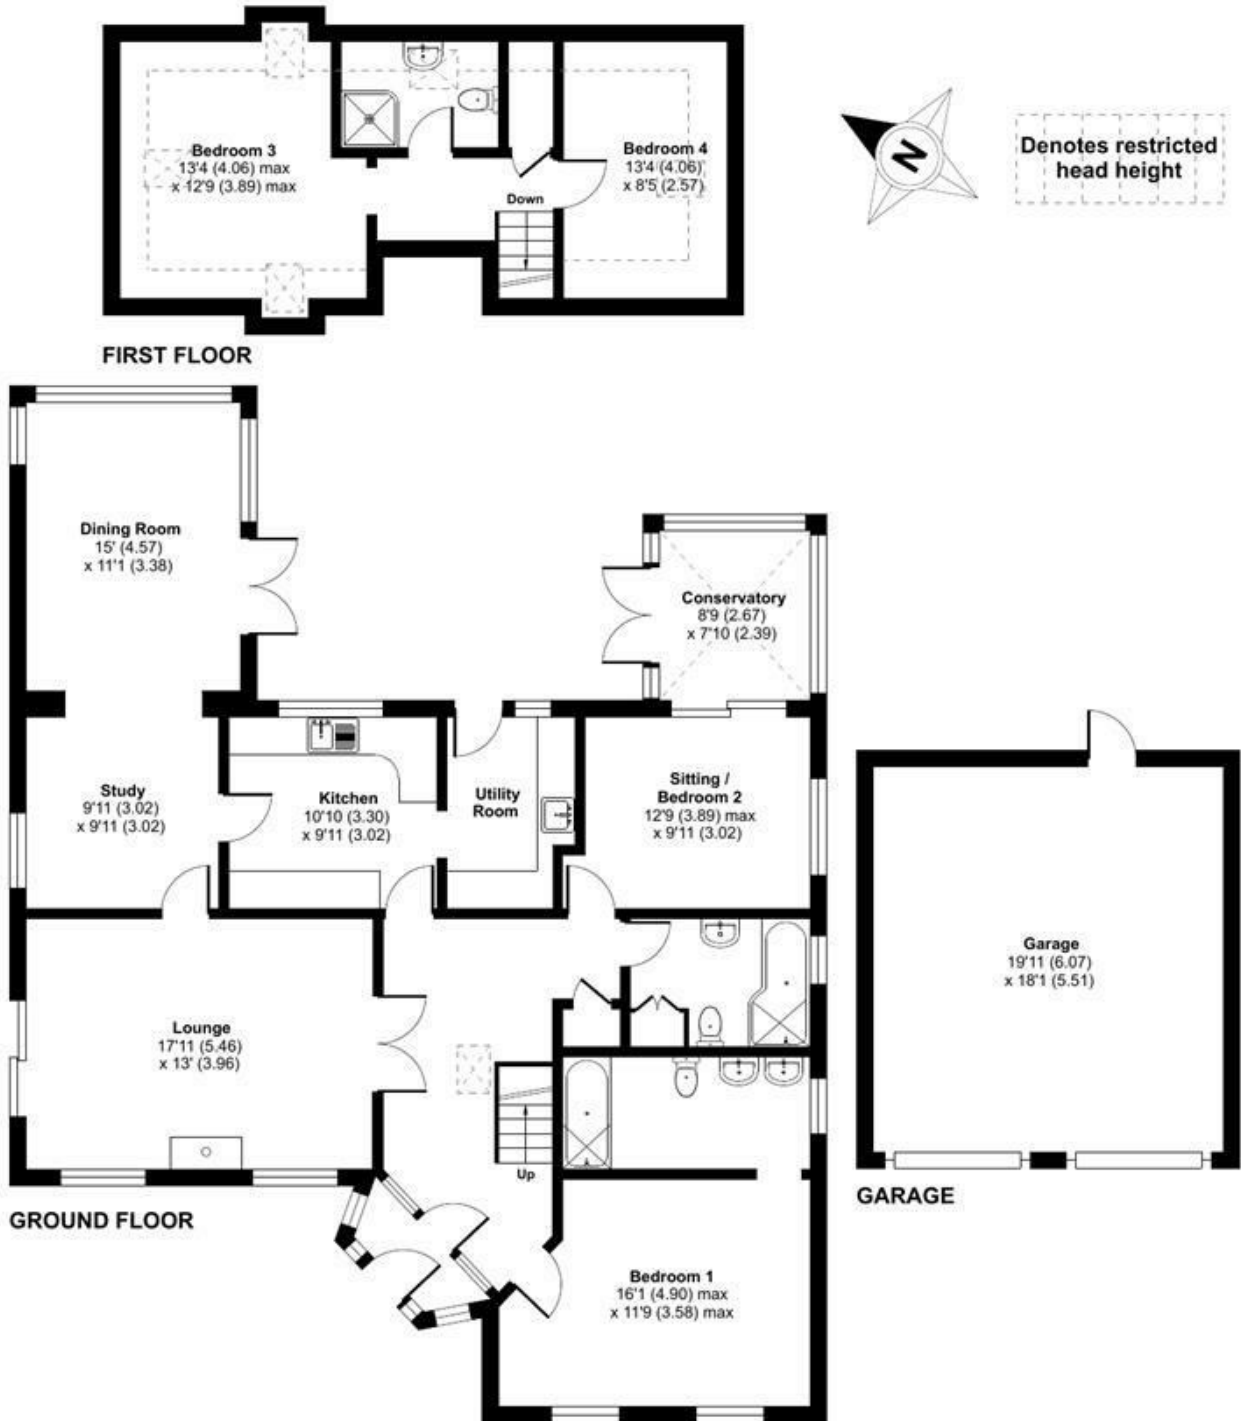 Bedroom 3
13'4 (4.06) max
x 12'9 (3.89) max
Down
Bedroom 4
13'4 (4.06)
x 8'5 (2.57)
N
Denotes restricted
head height
FIRST FLOOR
Dining Room
15' (4.57)
x 11'1 (3.38)
Conservatory
8'9 (2.67)
x 7'10 (2.39)
Study
9'11 (3.02)
x 9'11 (3.02)
Kitchen
10'10 (3.30)
x 9'11 (3.02)
Utility
Room
Sitting /
Bedroom 2
12'9 (3.89) max
x 9'11 (3.02)
Lounge
17'11 (5.46)
x 13' (3.96)
Up
Garage
19'11 (6.07)
x 18'1 (5.51)
GARAGE
GROUND FLOOR
Bedroom 1
16'1 (4.90) max
x 11'9 (3.58) max